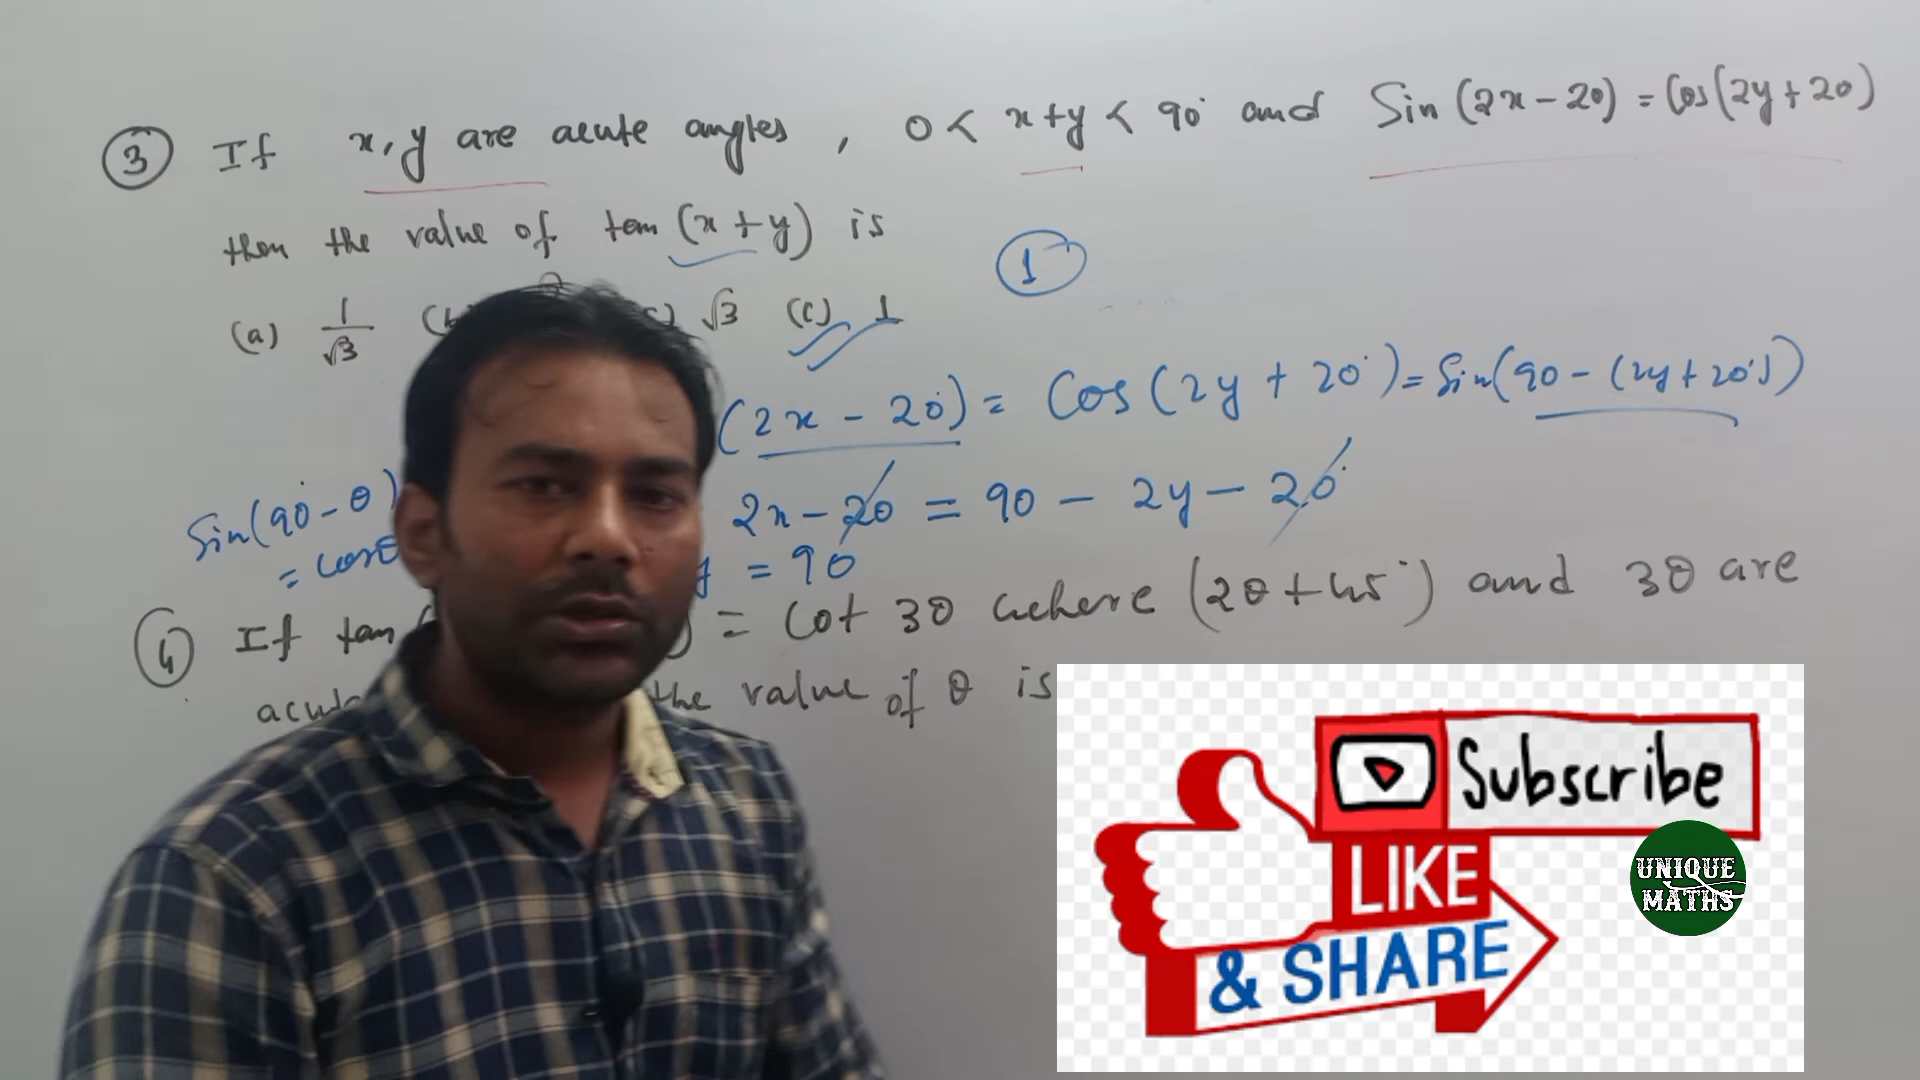 3 If x, y are acute angles, 0 < x+y < 90° and Sin (2x - 20) = Cos(2y + 20)
then the value of tan (x + y) is
1
(a) 1/√3 √3 (C) 1
(2x - 20°) = Cos (2y + 20°) = Sin(90 - (2y + 20°))
Sin(90° - θ)
= cosθ
2x - 20 = 90 - 2y - 20°
y = 90°
4 If tan = Cot 3θ where (2θ + 45°) and 3θ are
the value of θ is
Subscribe
LIKE
& SHARE
UNIQUE
MATHS